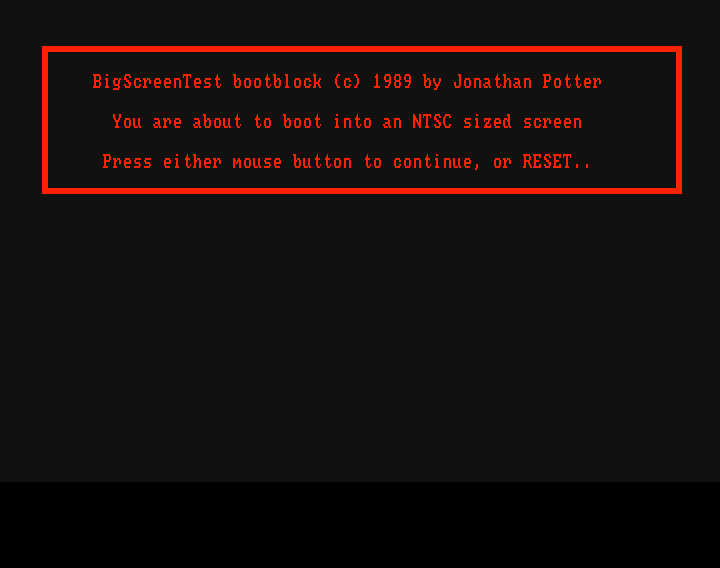 BigScreenTest bootblock (c) 1989 by Jonathan Potter
You are about to boot into an NTSC sized screen
Press either mouse button to continue, or RESET..